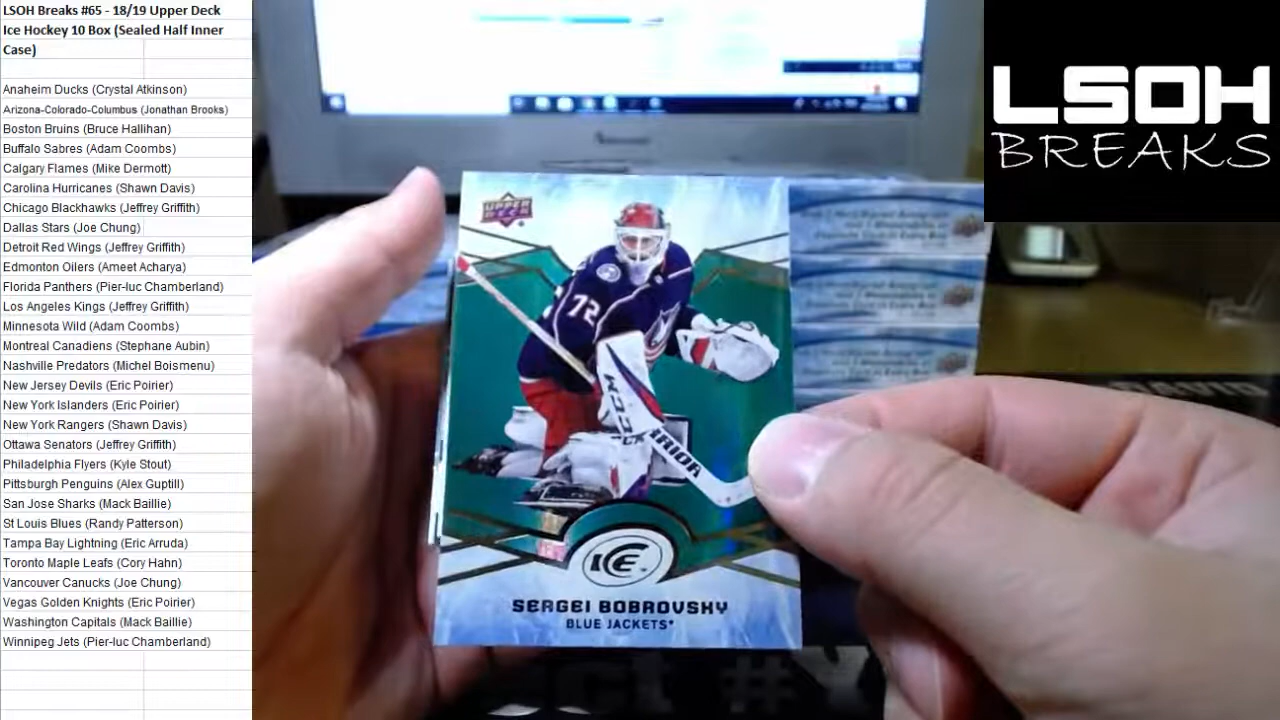 LSOH Breaks #65 - 18/19 Upper Deck
Ice Hockey 10 Box (Sealed Half Inner
Case)
Anaheim Ducks (Crystal Atkinson)
Arizona-Colorado-Columbus (Jonathan Brooks)
Boston Bruins (Bruce Hallihan)
Buffalo Sabres (Adam Coombs)
Calgary Flames (Mike Dermott)
Carolina Hurricanes (Shawn Davis)
Chicago Blackhawks (Jeffrey Griffith)
Dallas Stars (Joe Chung)
Detroit Red Wings (Jeffrey Griffith)
Edmonton Oilers (Ameet Acharya)
Florida Panthers (Pier-luc Chamberland)
Los Angeles Kings (Jeffrey Griffith)
Minnesota Wild (Adam Coombs)
Montreal Canadiens (Stephane Aubin)
Nashville Predators (Michel Boismenu)
New Jersey Devils (Eric Poirier)
New York Islanders (Eric Poirier)
New York Rangers (Shawn Davis)
Ottawa Senators (Jeffrey Griffith)
Philadelphia Flyers (Kyle Stout)
Pittsburgh Penguins (Alex Guptill)
San Jose Sharks (Mack Baillie)
St Louis Blues (Randy Patterson)
Tampa Bay Lightning (Eric Arruda)
Toronto Maple Leafs (Cory Hahn)
Vancouver Canucks (Joe Chung)
Vegas Golden Knights (Eric Poirier)
Washington Capitals (Mack Baillie)
Winnipeg Jets (Pier-luc Chamberland)
LSOH
BREAKS
UPPER
DECK
72
WARRIOR
ICE
SERGEI BOBROVSKY
BLUE JACKETS